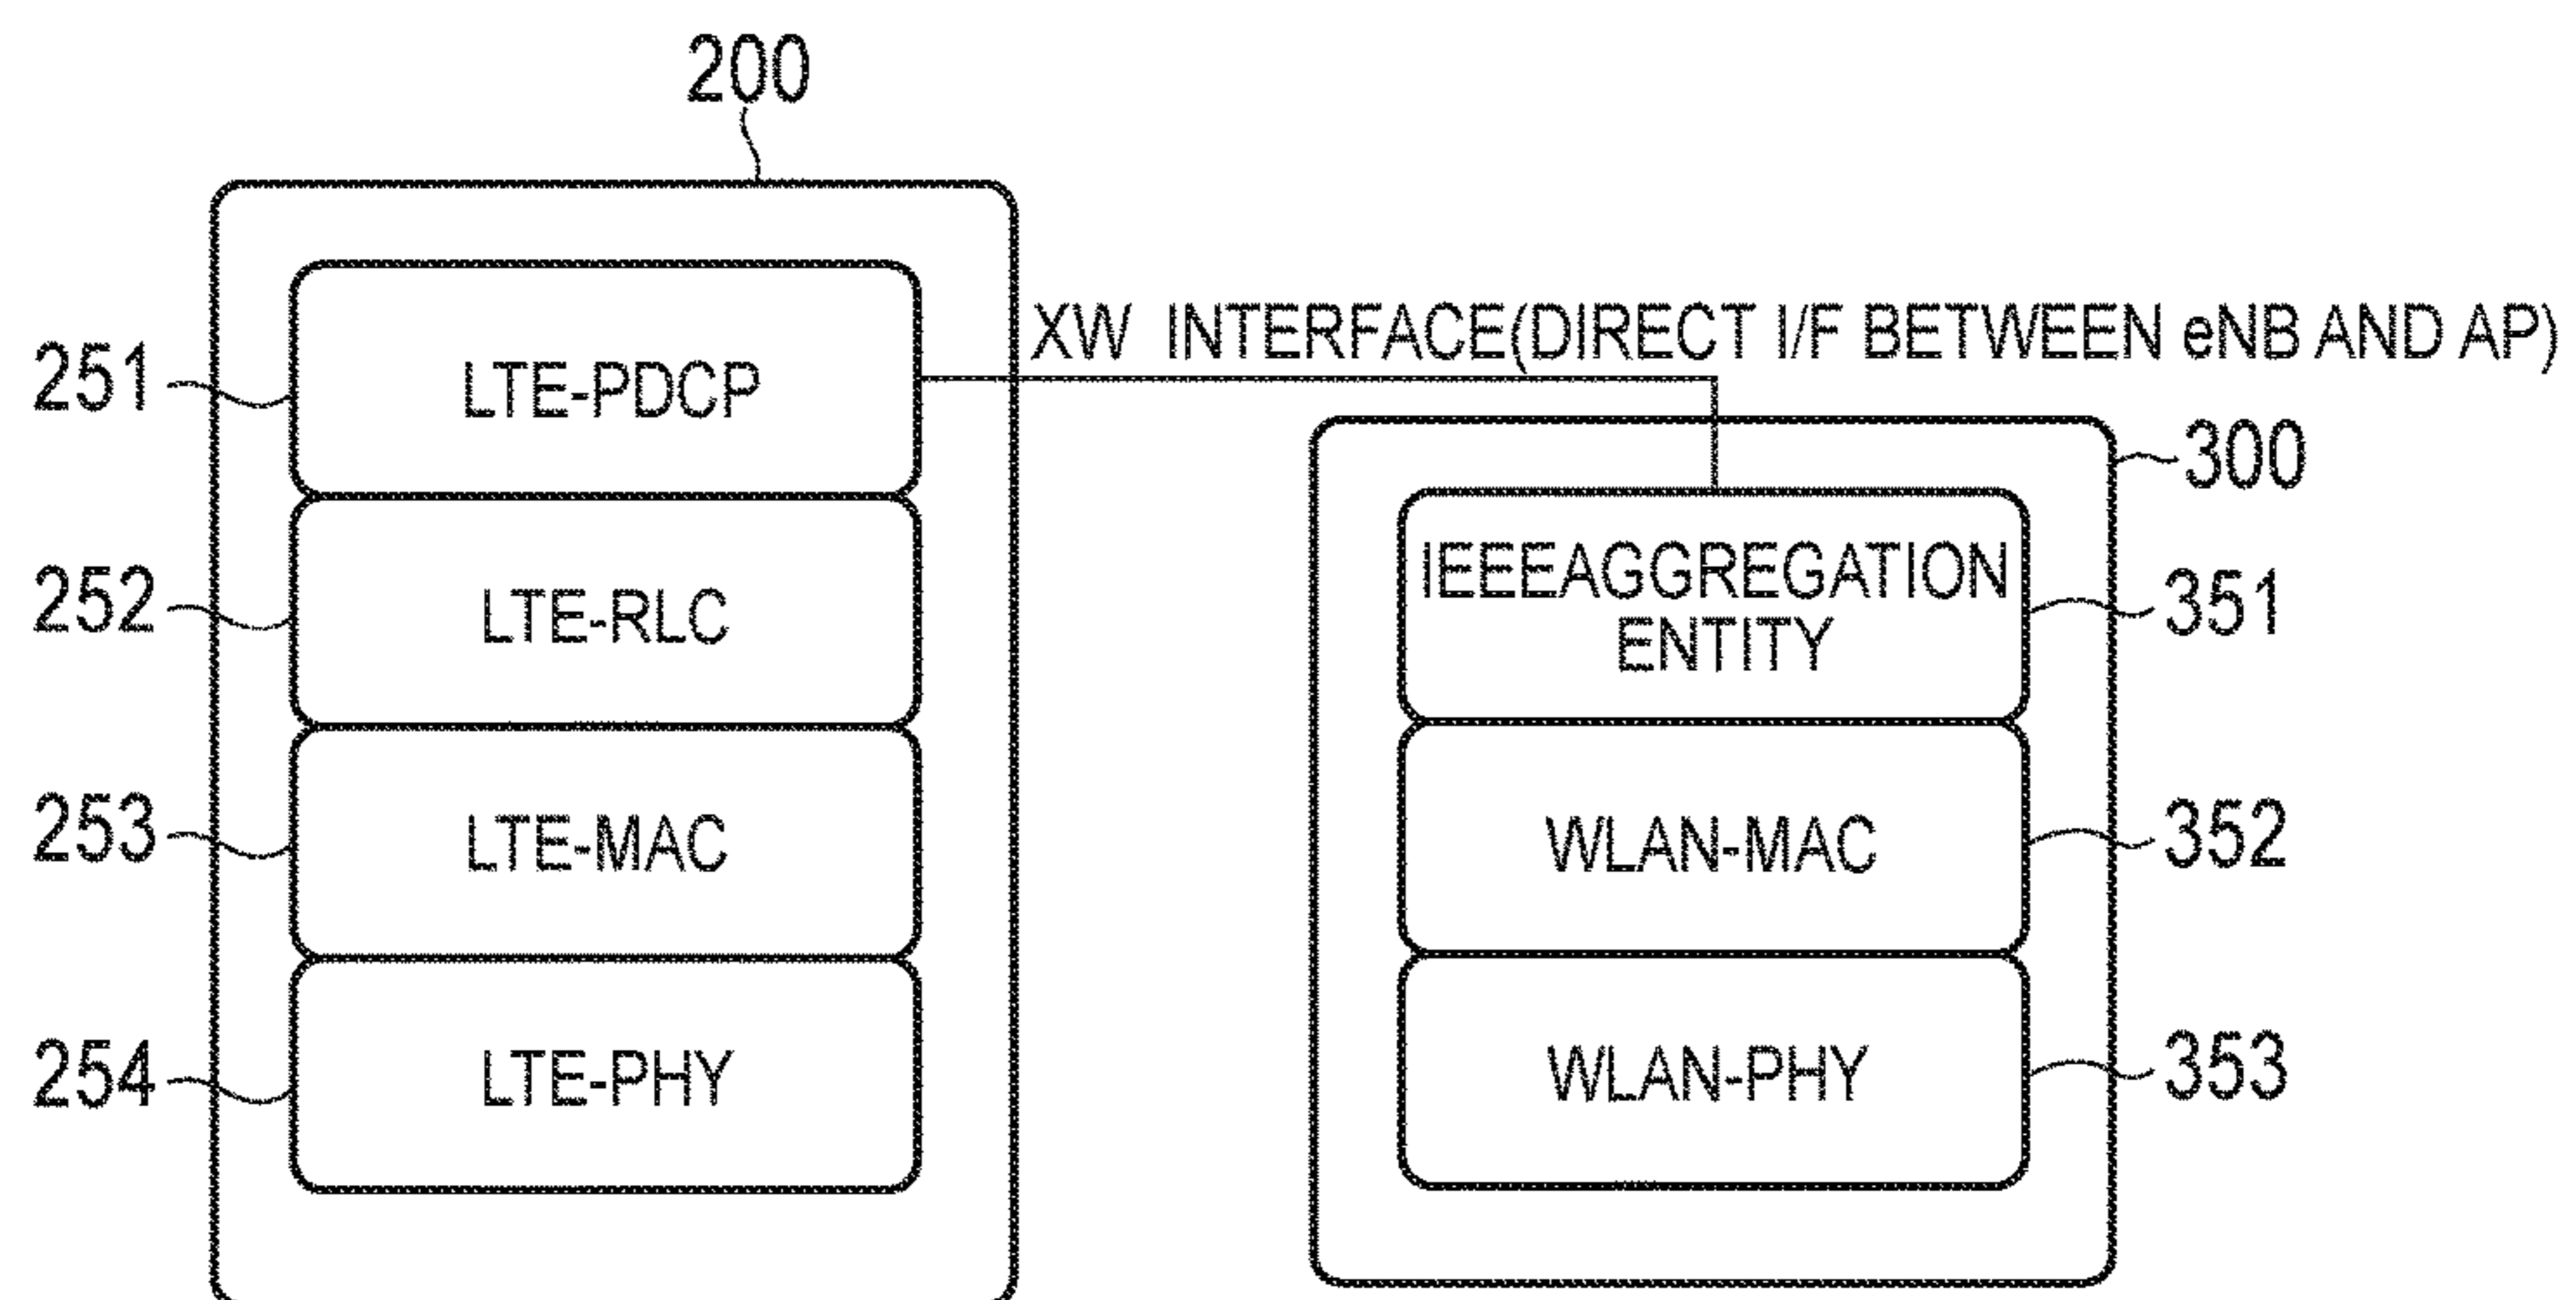 200
XW INTERFACE(DIRECT I/F BETWEEN eNB AND AP)
251
LTE-PDCP
252
LTE-RLC
253
LTE-MAC
254
LTE-PHY
300
IEEEAGGREGATION
ENTITY
351
WLAN-MAC
352
WLAN-PHY
353